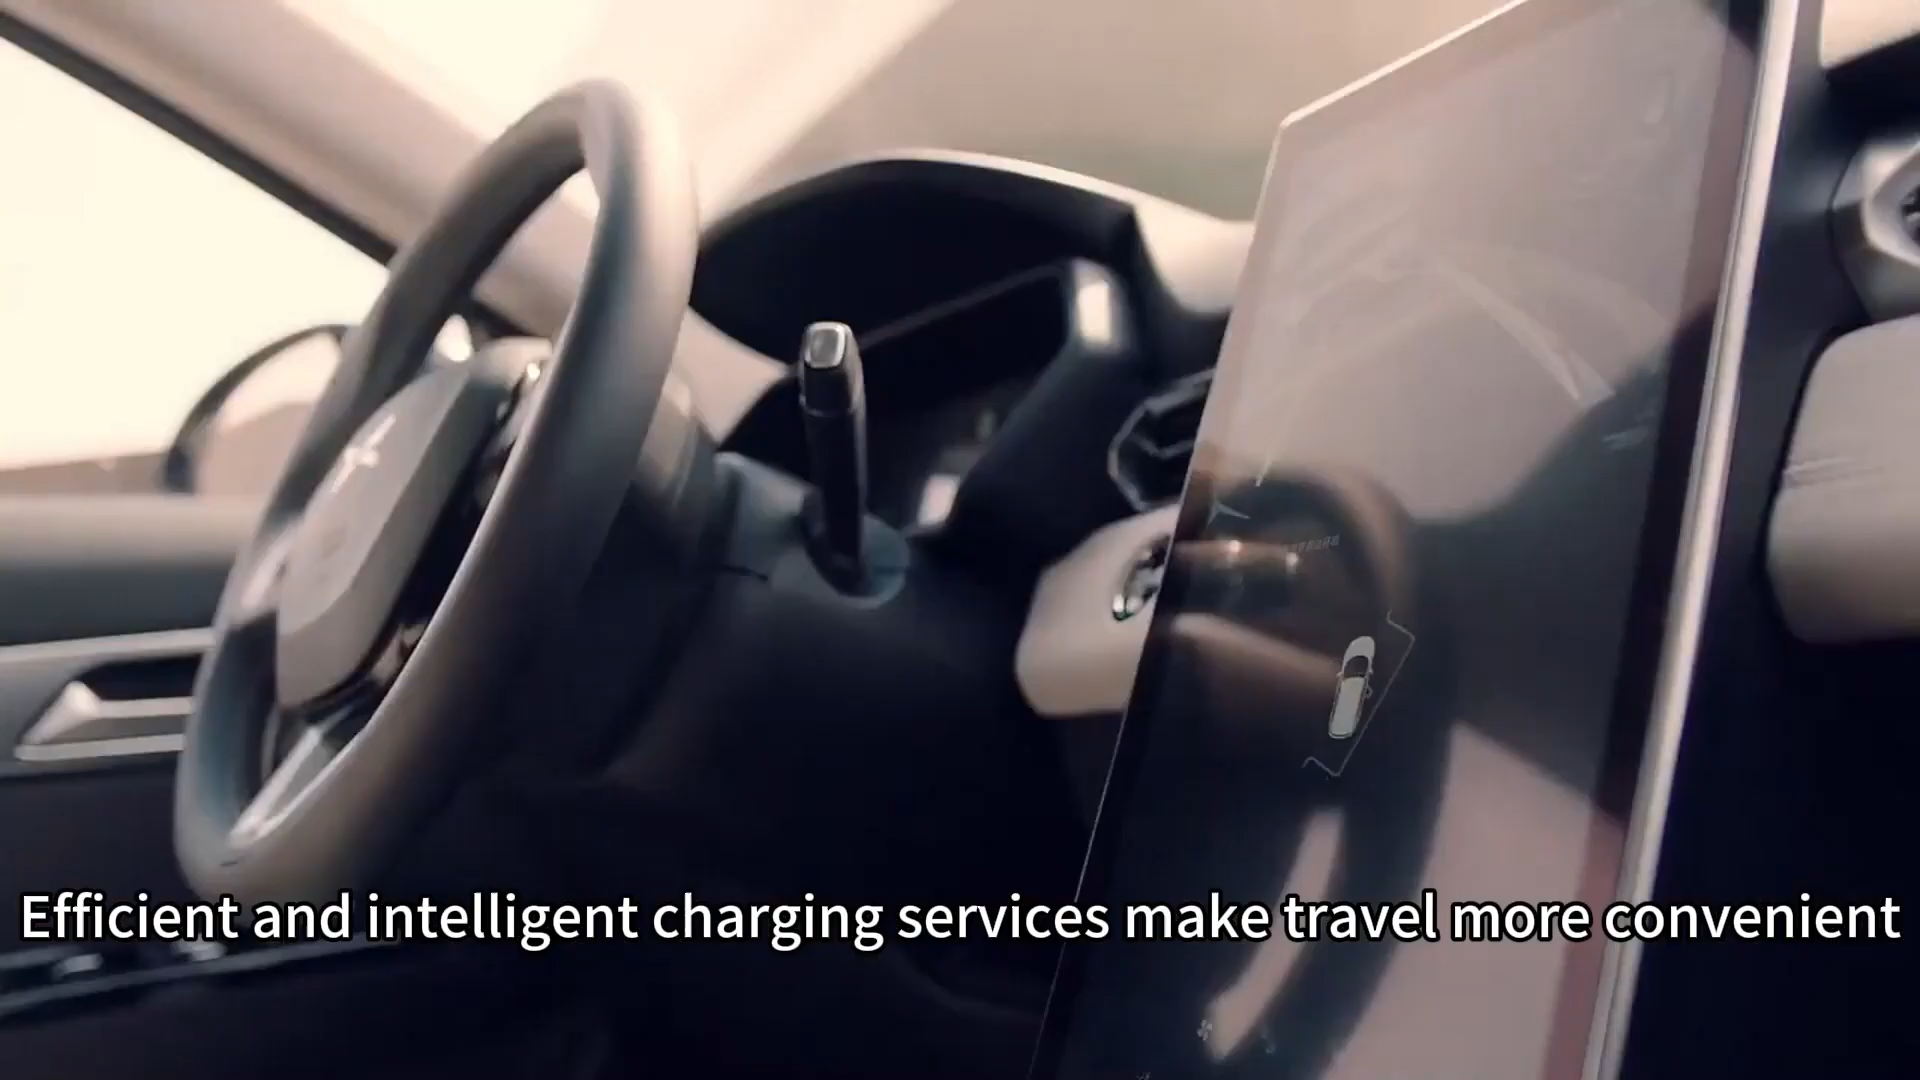 Efficient and intelligent charging services make travel more convenient